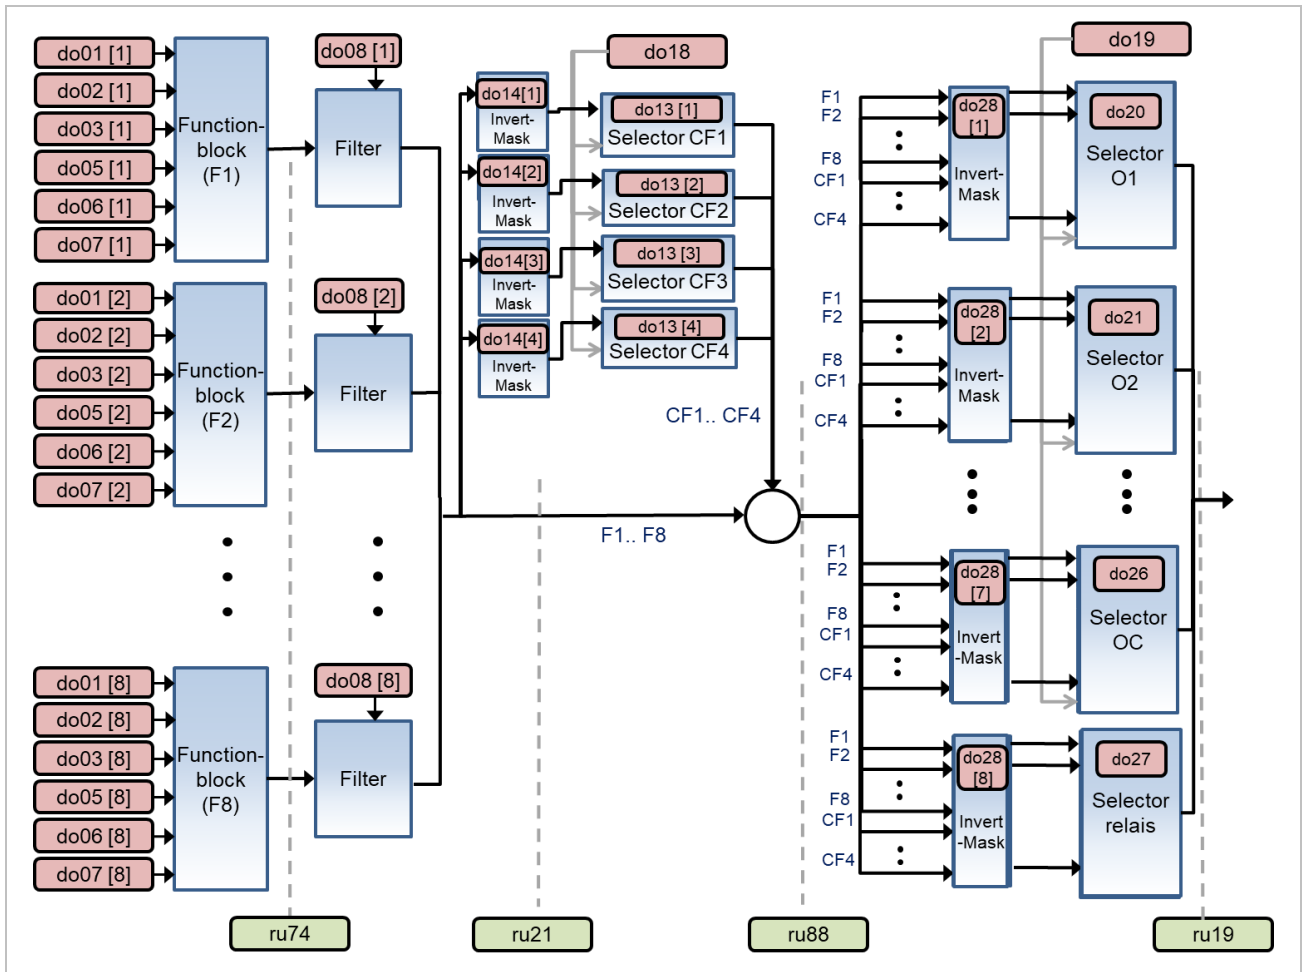 do01 [1]
do02 [1]
do03 [1]
do05 [1]
do06 [1]
do07 [1]
Function-
block
(F1)
do08 [1]
Filter
do01 [2]
do02 [2]
do03 [2]
do05 [2]
do06 [2]
do07 [2]
Function-
block
(F2)
do08 [2]
Filter
do01 [8]
do02 [8]
do03 [8]
do05 [8]
do06 [8]
do07 [8]
Function-
block
(F8)
do08 [8]
Filter
do18
do14[1]
Invert-
Mask
do13 [1]
Selector CF1
do14[2]
Invert-
Mask
do13 [2]
Selector CF2
do14[3]
Invert-
Mask
do13 [3]
Selector CF3
do14[4]
Invert-
Mask
do13 [4]
Selector CF4
CF1.. CF4
F1.. F8
do19
F1
F2
F8
CF1
CF4
do28
[1]
Invert-
Mask
do20
Selector
O1
F1
F2
F8
CF1
CF4
do28
[2]
Invert-
Mask
do21
Selector
O2
F1
F2
F8
CF1
CF4
do28
[7]
Invert
-Mask
do26
Selector
OC
F1
F2
F8
CF1
CF4
do28
[8]
Invert
-Mask
do27
Selector
relais
ru74
ru21
ru88
ru19